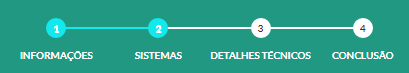 1 2 3 4
INFORMAÇÕES SISTEMAS DETALHES TÉCNICOS CONCLUSÃO